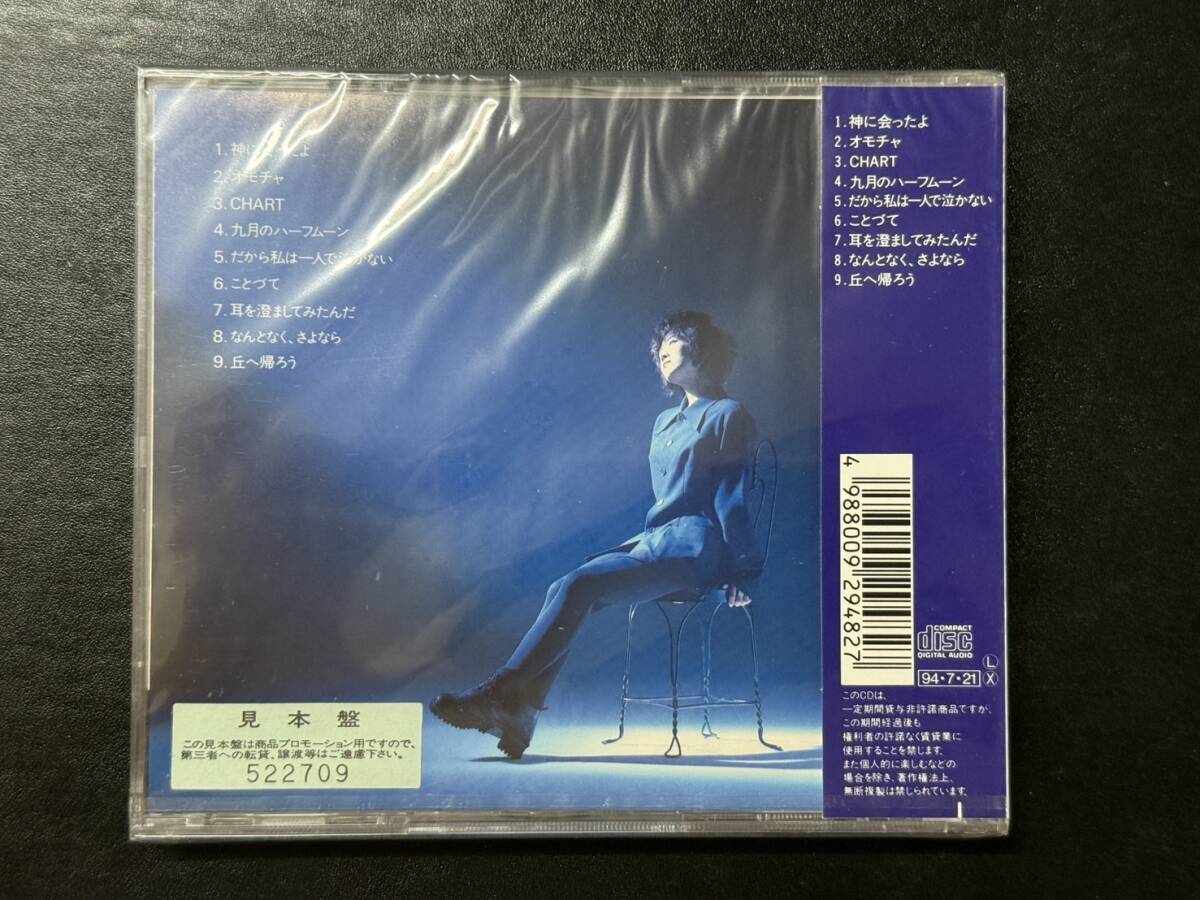 1.神に会ったよ
2.オモチャ
3.CHART
4.九月のハーフムーン
5.だから私は一人で泣かない
6.ことづて
7.耳を澄ましてみたんだ
8.なんとなく、さよなら
9.丘へ帰ろう
見本盤
この見本盤は商品プロモーション用ですので、
第三者への転貸、譲渡等はご遠慮下さい。
522709
1.神に会ったよ
2.オモチャ
3.CHART
4.九月のハーフムーン
5.だから私は一人で泣かない
6.ことづて
7.耳を澄ましてみたんだ
8.なんとなく、さよなら
9.丘へ帰ろう
4 988009 294827
COMPACT
disc
DIGITAL AUDIO
L
94・7・21 X
このCDは、
一定期間貸与非許諾商品ですが、
この期間経過後も
権利者の許諾なく賃貸業に
使用することを禁じます。
また個人的に楽しむなどの
場合を除き、著作権法上、
無断複製は禁じられています。